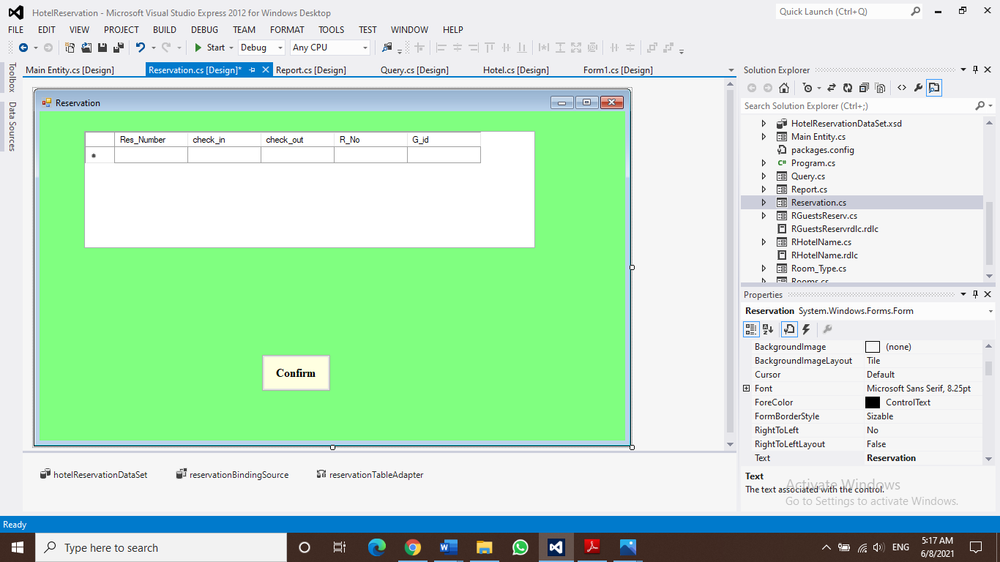 HotelReservation - Microsoft Visual Studio Express 2012 for Windows Desktop
Quick Launch (Ctrl+Q)
FILE EDIT VIEW PROJECT BUILD DEBUG TEAM FORMAT TOOLS TEST WINDOW HELP
Start Debug Any CPU
Toolbox
Data Sources
Main Entity.cs [Design] Reservation.cs [Design]* Report.cs [Design] Query.cs [Design] Hotel.cs [Design] Form1.cs [Design]
Reservation
Res_Number check_in check_out R_No G_id
*
Confirm
hotelReservationDataSet reservationBindingSource reservationTableAdapter
Solution Explorer
Search Solution Explorer (Ctrl+;)
HotelReservationDataSet.xsd
Main Entity.cs
packages.config
C# Program.cs
Query.cs
Report.cs
Reservation.cs
RGuestsReserv.cs
RGuestsReservrdlc.rdlc
RHotelName.cs
RHotelName.rdlc
Room_Type.cs
Rooms.cs
Properties
Reservation System.Windows.Forms.Form
BackgroundImage (none)
BackgroundImageLayout Tile
Cursor Default
Font Microsoft Sans Serif, 8.25pt
ForeColor ControlText
FormBorderStyle Sizable
RightToLeft No
RightToLeftLayout False
Text Reservation
Text
The text associated with the control.
Activate Windows
Go to Settings to activate Windows.
Ready
Type here to search
ENG
5:17 AM
6/8/2021